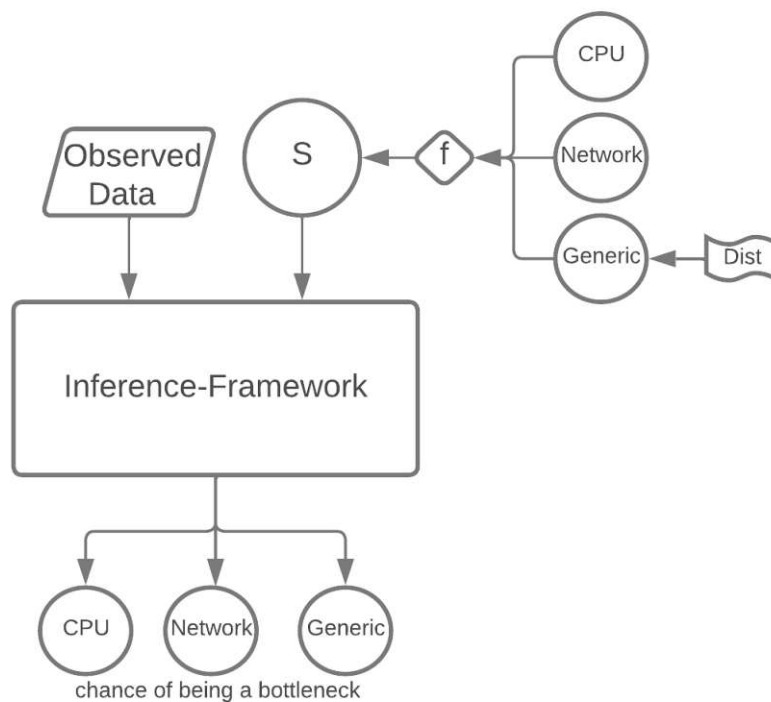 CPU
Observed
Data
S
f
Network
Generic
Dist
Inference-Framework
CPU
Network
Generic
chance of being a bottleneck